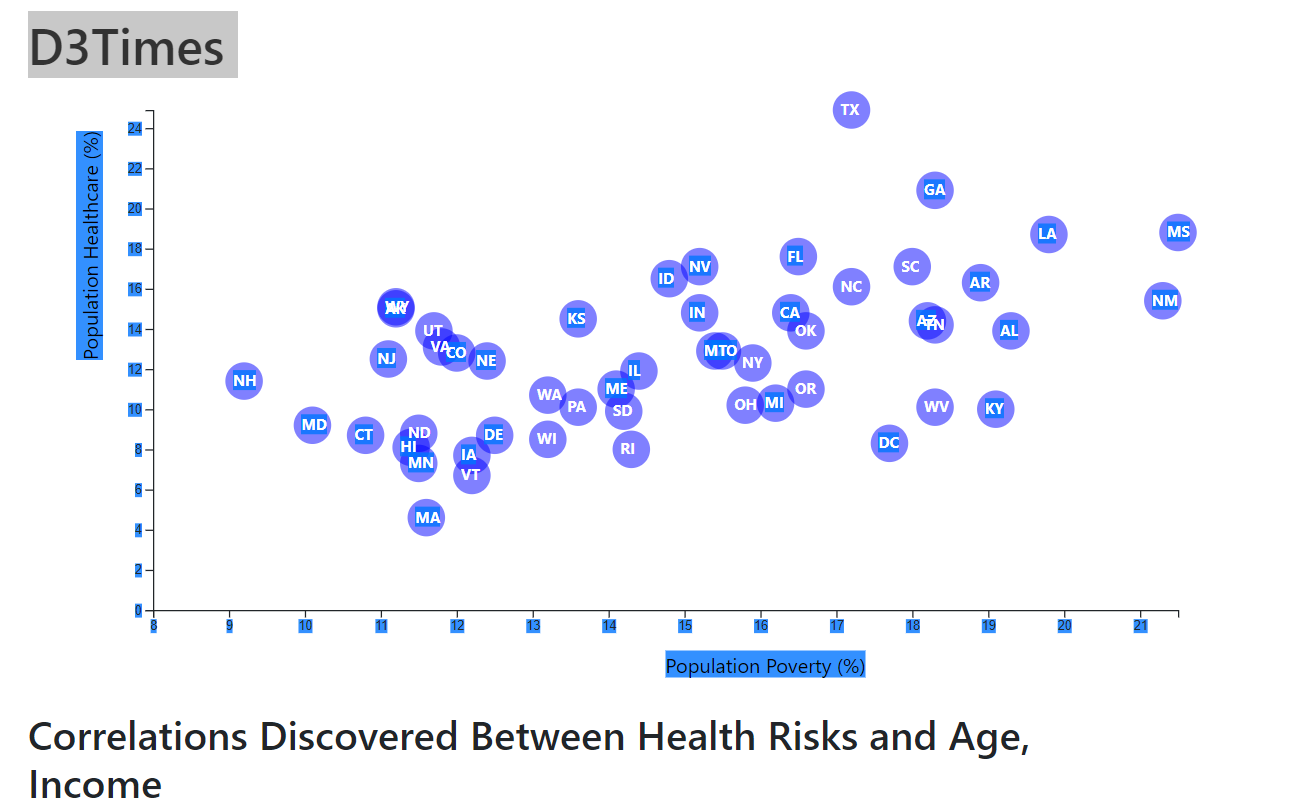 D3Times
Population Healthcare (%)
24
22
20
18
16
14
12
10
8
6
4
2
0
8 9 10 11 12 13 14 15 16 17 18 19 20 21
TX
GA
LA MS
FL
NV SC
ID NC AR
NM
WY
KS IN CA AZ TN
UT OK AL
VA CO MT
NJ NE NY
IL
NH ME
WA PA SD OH MI OR WV KY
MD
CT ND DE WI DC
HI RI
MN IA
VT
MA
Population Poverty (%)
Correlations Discovered Between Health Risks and Age,
Income